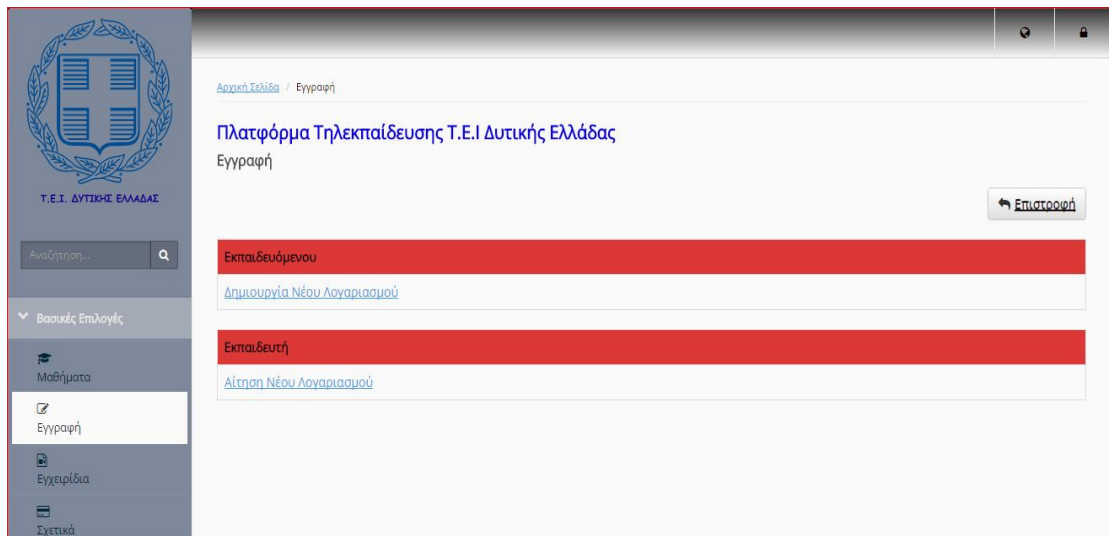 Τ.Ε.Ι. ΔΥΤΙΚΗΣ ΕΛΛΑΔΑΣ
Αναζήτηση...
Βασικές Επιλογές
Μαθήματα
Εγγραφή
Εγχειρίδια
Σχετικά
Αρχική Σελίδα / Εγγραφή
Πλατφόρμα Τηλεκπαίδευσης Τ.Ε.Ι Δυτικής Ελλάδας
Εγγραφή
Επιστροφή
Εκπαιδευόμενου
Δημιουργία Νέου Λογαριασμού
Εκπαιδευτή
Αίτηση Νέου Λογαριασμού